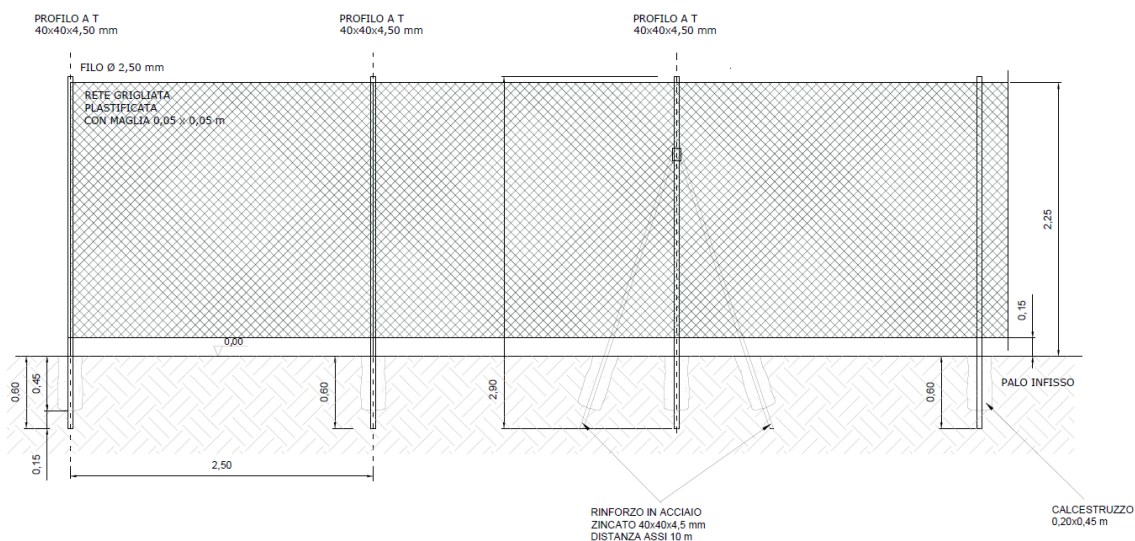 PROFILO A T
40x40x4,50 mm
PROFILO A T
40x40x4,50 mm
PROFILO A T
40x40x4,50 mm
FILO Ø 2,50 mm
RETE GRIGLIATA
PLASTIFICATA
CON MAGLIA 0,05 x 0,05 m
2,25
0,15
0,00
0,60
0,45
0,60
2,90
0,60
PALO INFISSO
0,15
2,50
RINFORZO IN ACCIAIO
ZINCATO 40x40x4,5 mm
DISTANZA ASSI 10 m
CALCESTRUZZO
0,20x0,45 m